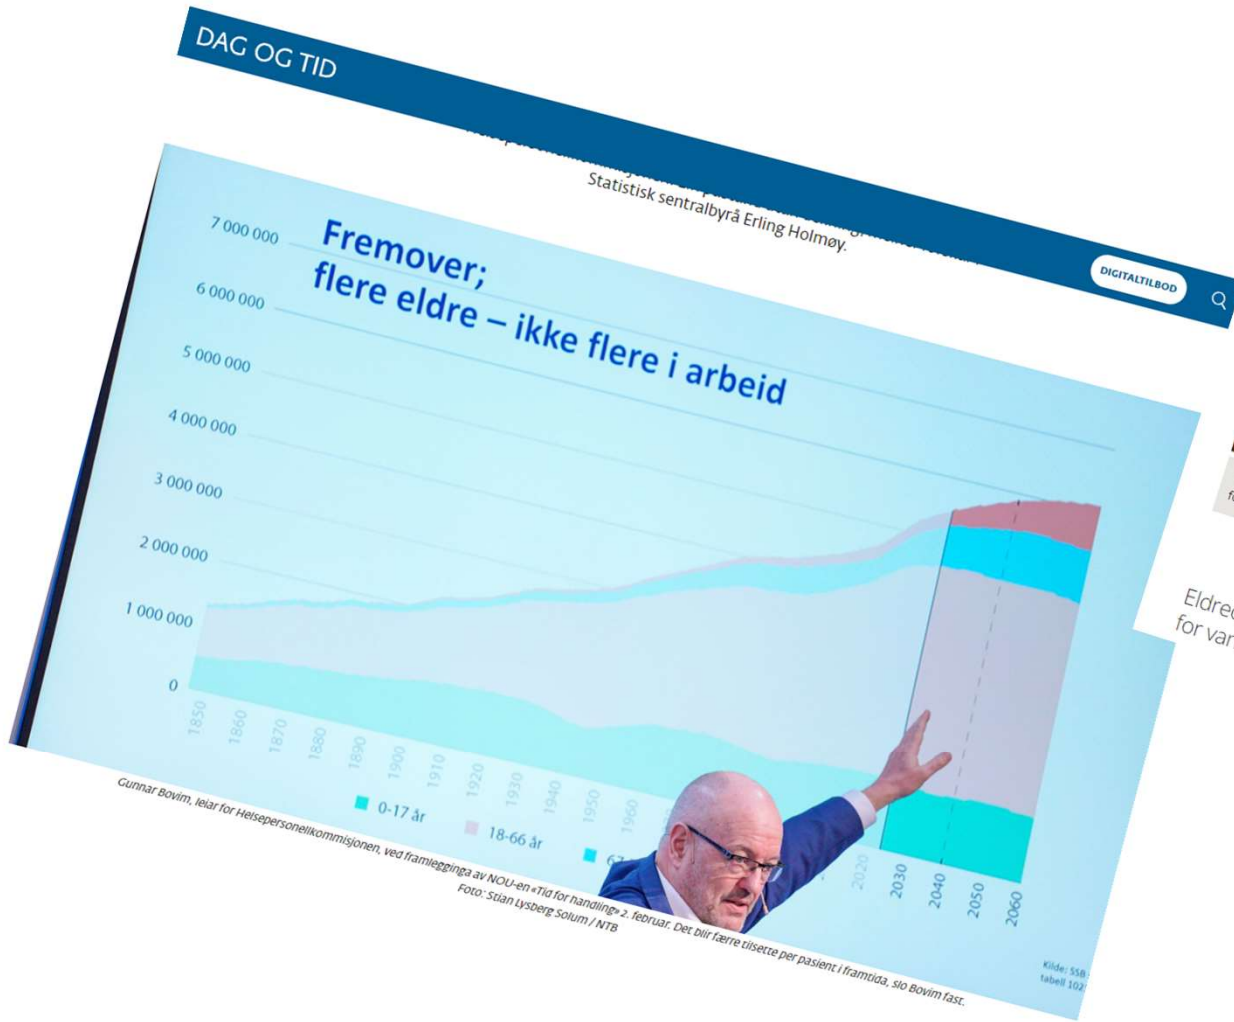 DAG OG TID
Statistisk sentralbyrå Erling Holmøy.
DIGITALTILBOD
Fremover;
flere eldre – ikke flere i arbeid
7 000 000
6 000 000
5 000 000
4 000 000
3 000 000
2 000 000
1 000 000
0
1850
1860
1870
1880
1890
1900
1910
1920
1930
1940
1950
1960
2020
2030
2040
2050
2060
0-17 år
18-66 år
Kilde: SSB
tabell 102
Gunnar Bovim, leiar for Helsepersonellkommisjonen, ved framlegginga av NOU-en «Tid for handling» 2. februar. Det blir færre tilsette per pasient i framtida, slo Bovim fast.
Foto: Stian Lysberg Solum / NTB
for